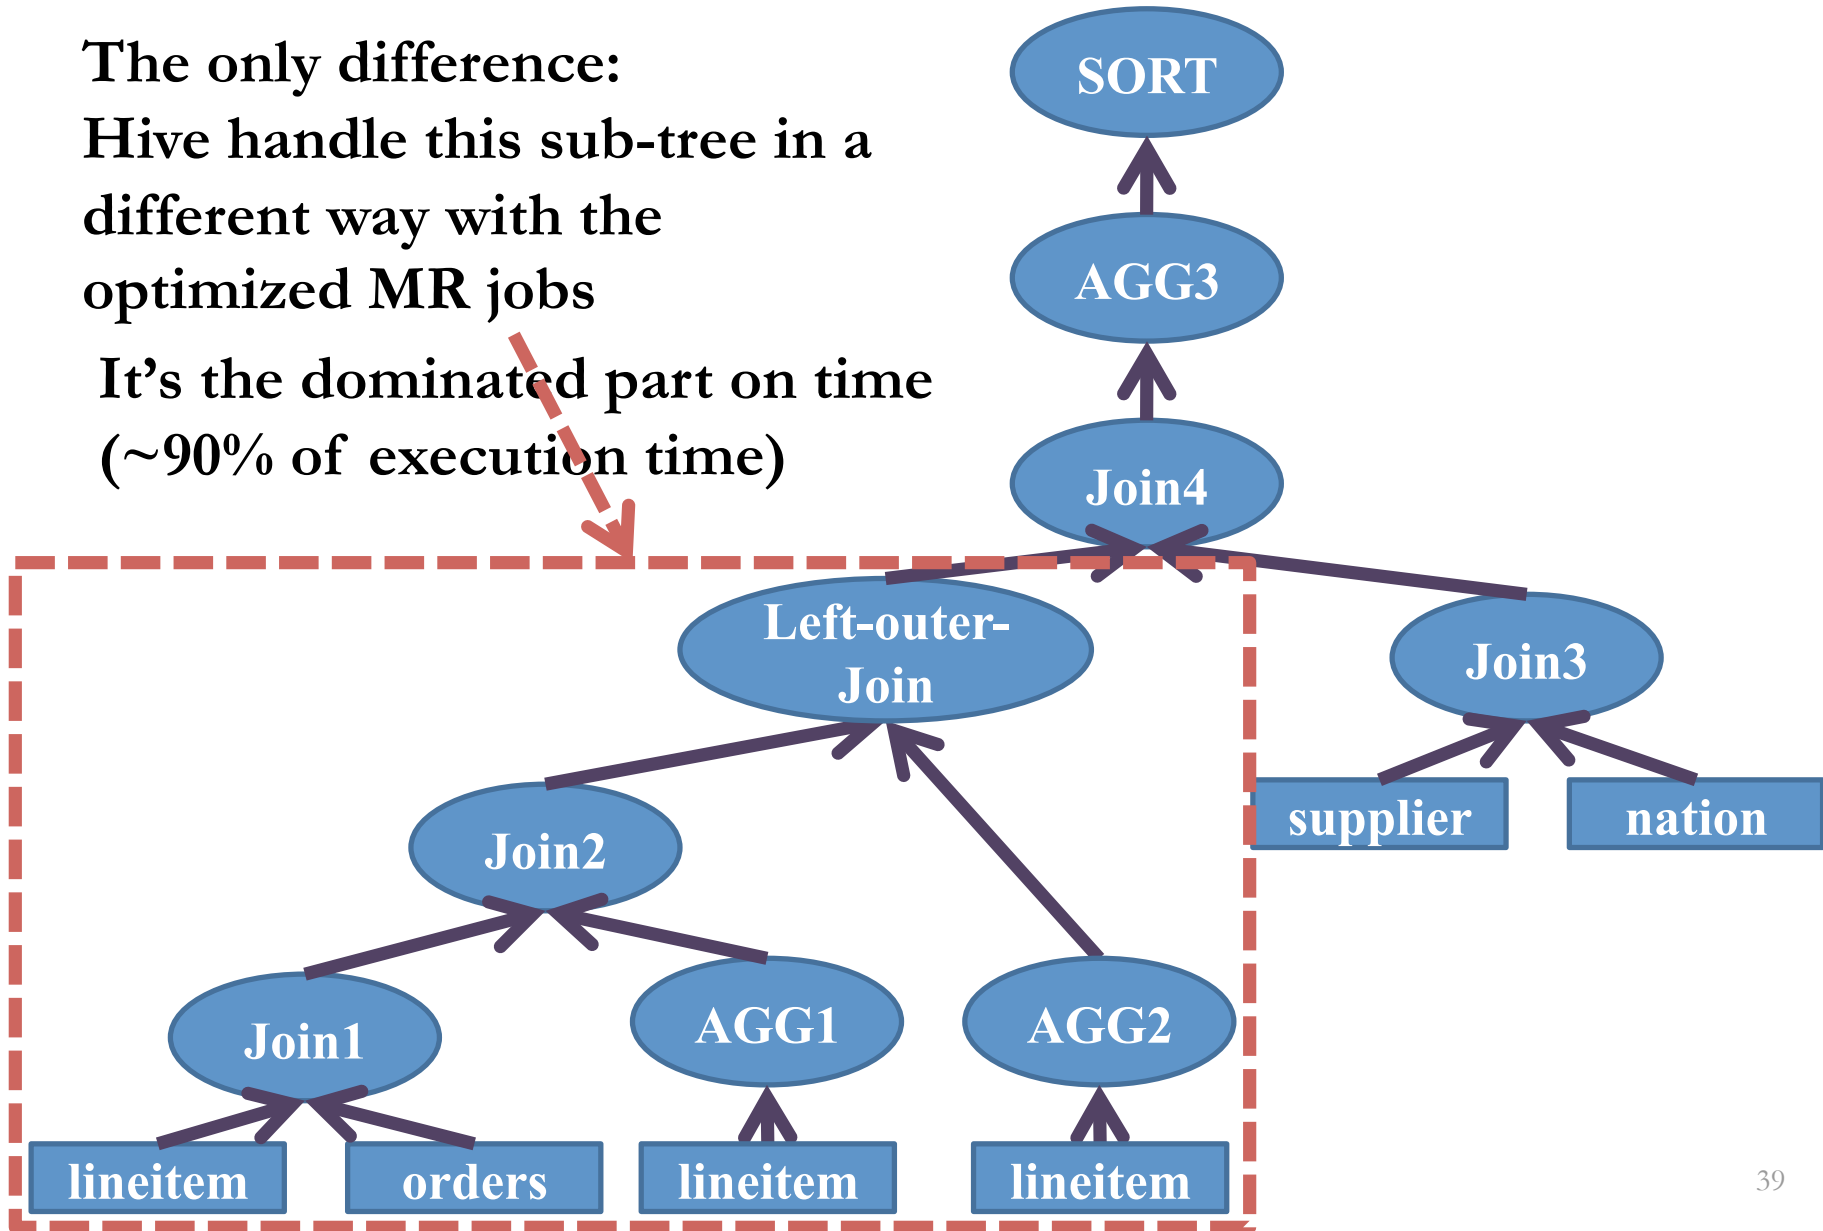 The only difference:
Hive handle this sub-tree in a
different way with the
optimized MR jobs
It’s the dominated part on time
(~90% of execution time)
SORT
AGG3
Join4
Left-outer-
Join
Join3
Join2
supplier
nation
Join1
AGG1
AGG2
lineitem
orders
lineitem
lineitem
39